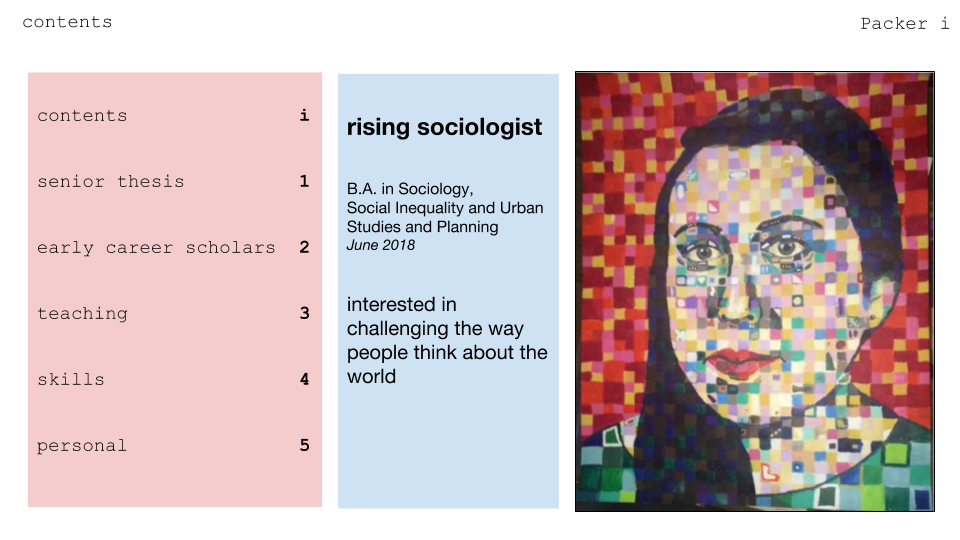 contents
Packer i
contents i
senior thesis 1
early career scholars 2
teaching 3
skills 4
personal 5
rising sociologist
B.A. in Sociology,
Social Inequality and Urban
Studies and Planning
June 2018
interested in
challenging the way
people think about the
world